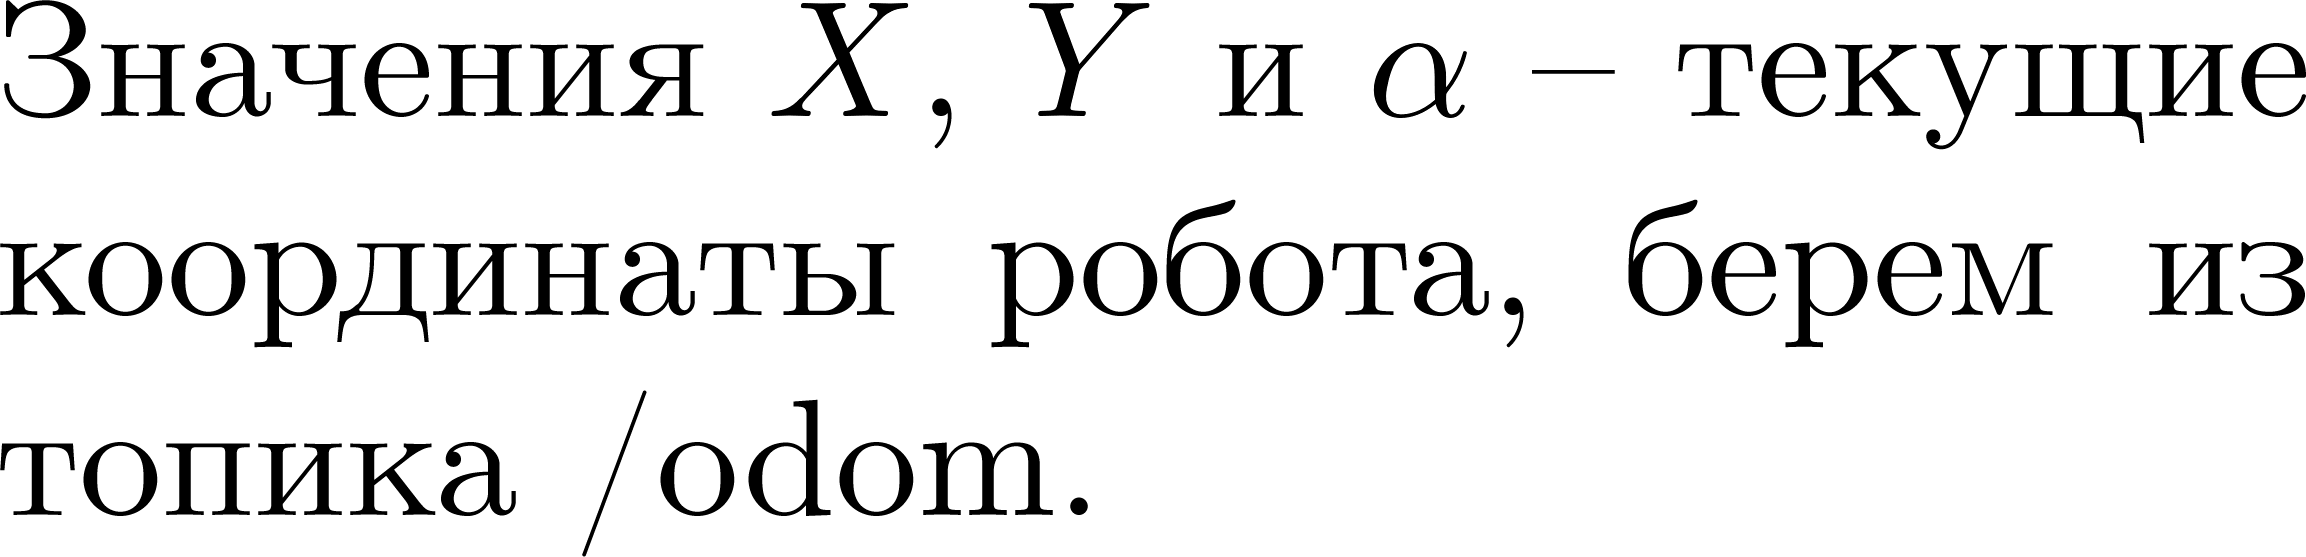 Значения X, Y и α – текущие
координаты робота, берем из
топика /odom.